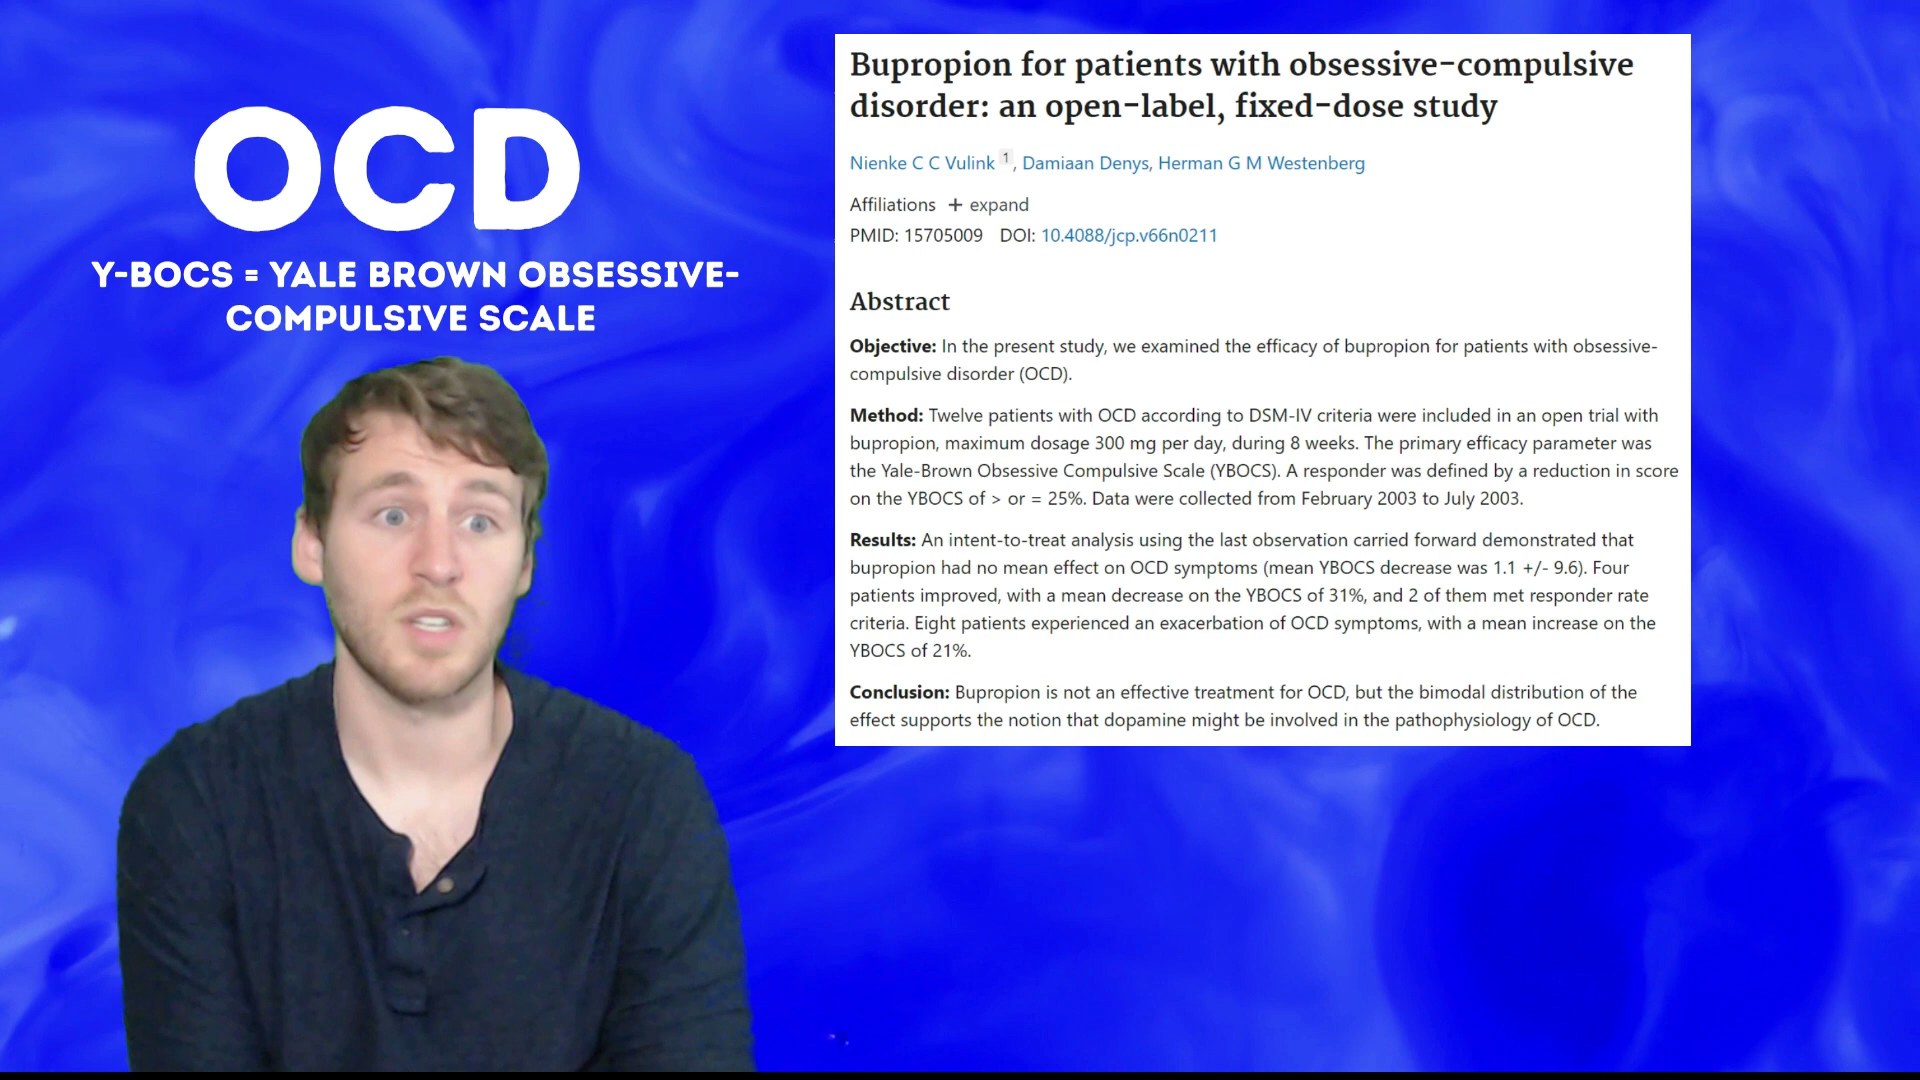 OCD
Y-BOCS = YALE BROWN OBSESSIVE-
COMPULSIVE SCALE
Bupropion for patients with obsessive-compulsive
disorder: an open-label, fixed-dose study
Nienke C C Vulink 1, Damiaan Denys, Herman G M Westenberg
Affiliations + expand
PMID: 15705009 DOI: 10.4088/jcp.v66n0211
Abstract
Objective: In the present study, we examined the efficacy of bupropion for patients with obsessive-
compulsive disorder (OCD).
Method: Twelve patients with OCD according to DSM-IV criteria were included in an open trial with
bupropion, maximum dosage 300 mg per day, during 8 weeks. The primary efficacy parameter was
the Yale-Brown Obsessive Compulsive Scale (YBOCS). A responder was defined by a reduction in score
on the YBOCS of > or = 25%. Data were collected from February 2003 to July 2003.
Results: An intent-to-treat analysis using the last observation carried forward demonstrated that
bupropion had no mean effect on OCD symptoms (mean YBOCS decrease was 1.1 +/- 9.6). Four
patients improved, with a mean decrease on the YBOCS of 31%, and 2 of them met responder rate
criteria. Eight patients experienced an exacerbation of OCD symptoms, with a mean increase on the
YBOCS of 21%.
Conclusion: Bupropion is not an effective treatment for OCD, but the bimodal distribution of the
effect supports the notion that dopamine might be involved in the pathophysiology of OCD.